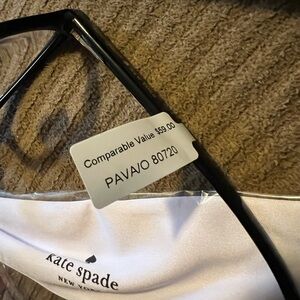 Comparable Value $59.00
PAVA/O 80720
kate spade
NEW YORK